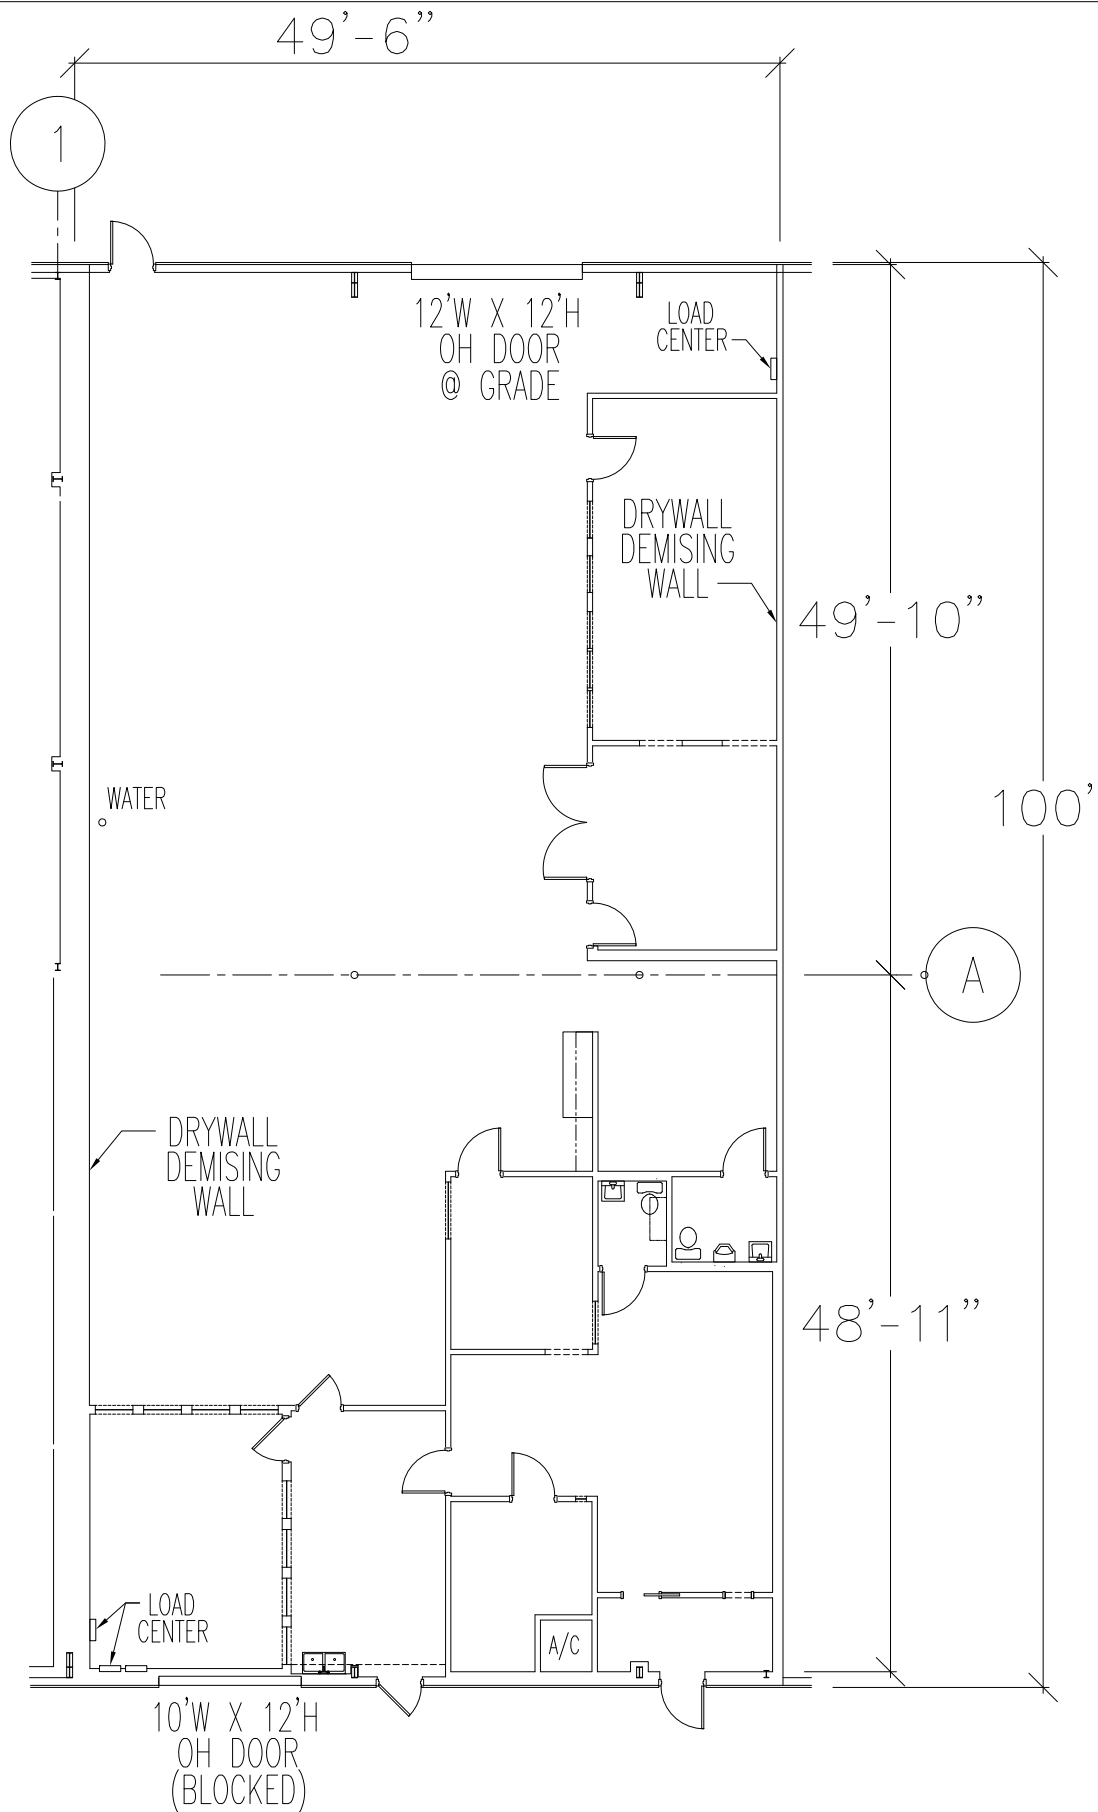 49'-6"
1
12'W X 12'H
OH DOOR
@ GRADE
LOAD
CENTER
DRYWALL
DEMISING
WALL
49'-10"
WATER
100'
A
DRYWALL
DEMISING
WALL
48'-11"
LOAD
CENTER
A/C
10'W X 12'H
OH DOOR
(BLOCKED)